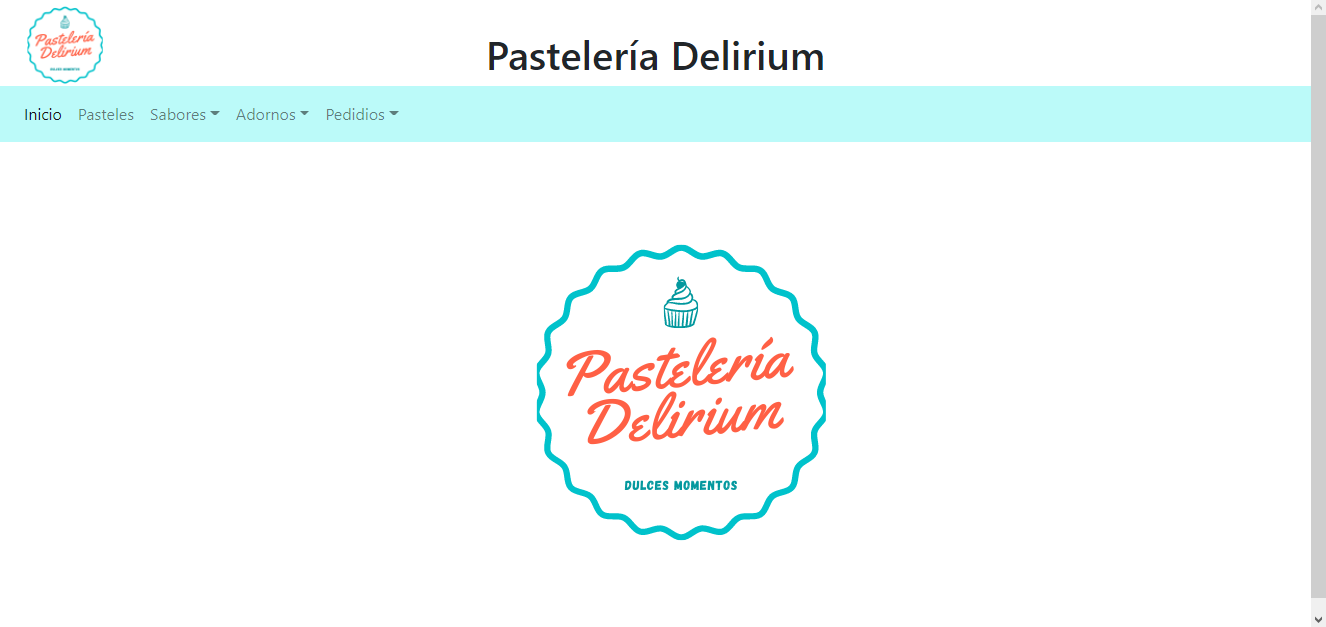 Pastelería
Delirium
DULCES MOMENTOS
Pastelería Delirium
Inicio Pasteles Sabores Adornos Pedidios
Pastelería
Delirium
DULCES MOMENTOS